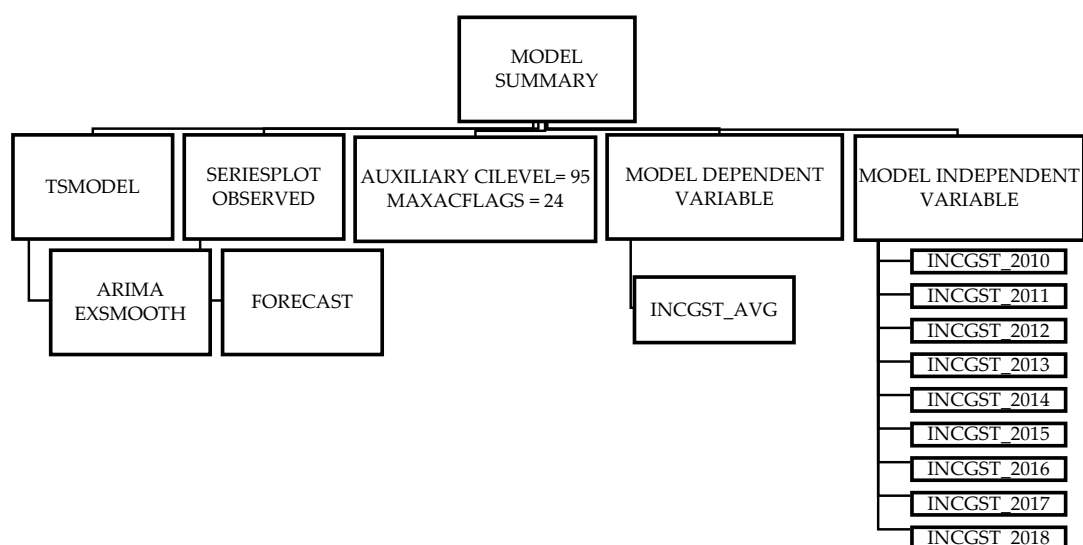 MODEL
SUMMARY
TSMODEL
SERIESPLOT
OBSERVED
AUXILIARY CILEVEL= 95
MAXACFLAGS = 24
MODEL DEPENDENT
VARIABLE
MODEL INDEPENDENT
VARIABLE
ARIMA
EXSMOOTH
FORECAST
INCGST_AVG
INCGST_2010
INCGST_2011
INCGST_2012
INCGST_2013
INCGST_2014
INCGST_2015
INCGST_2016
INCGST_2017
INCGST_2018